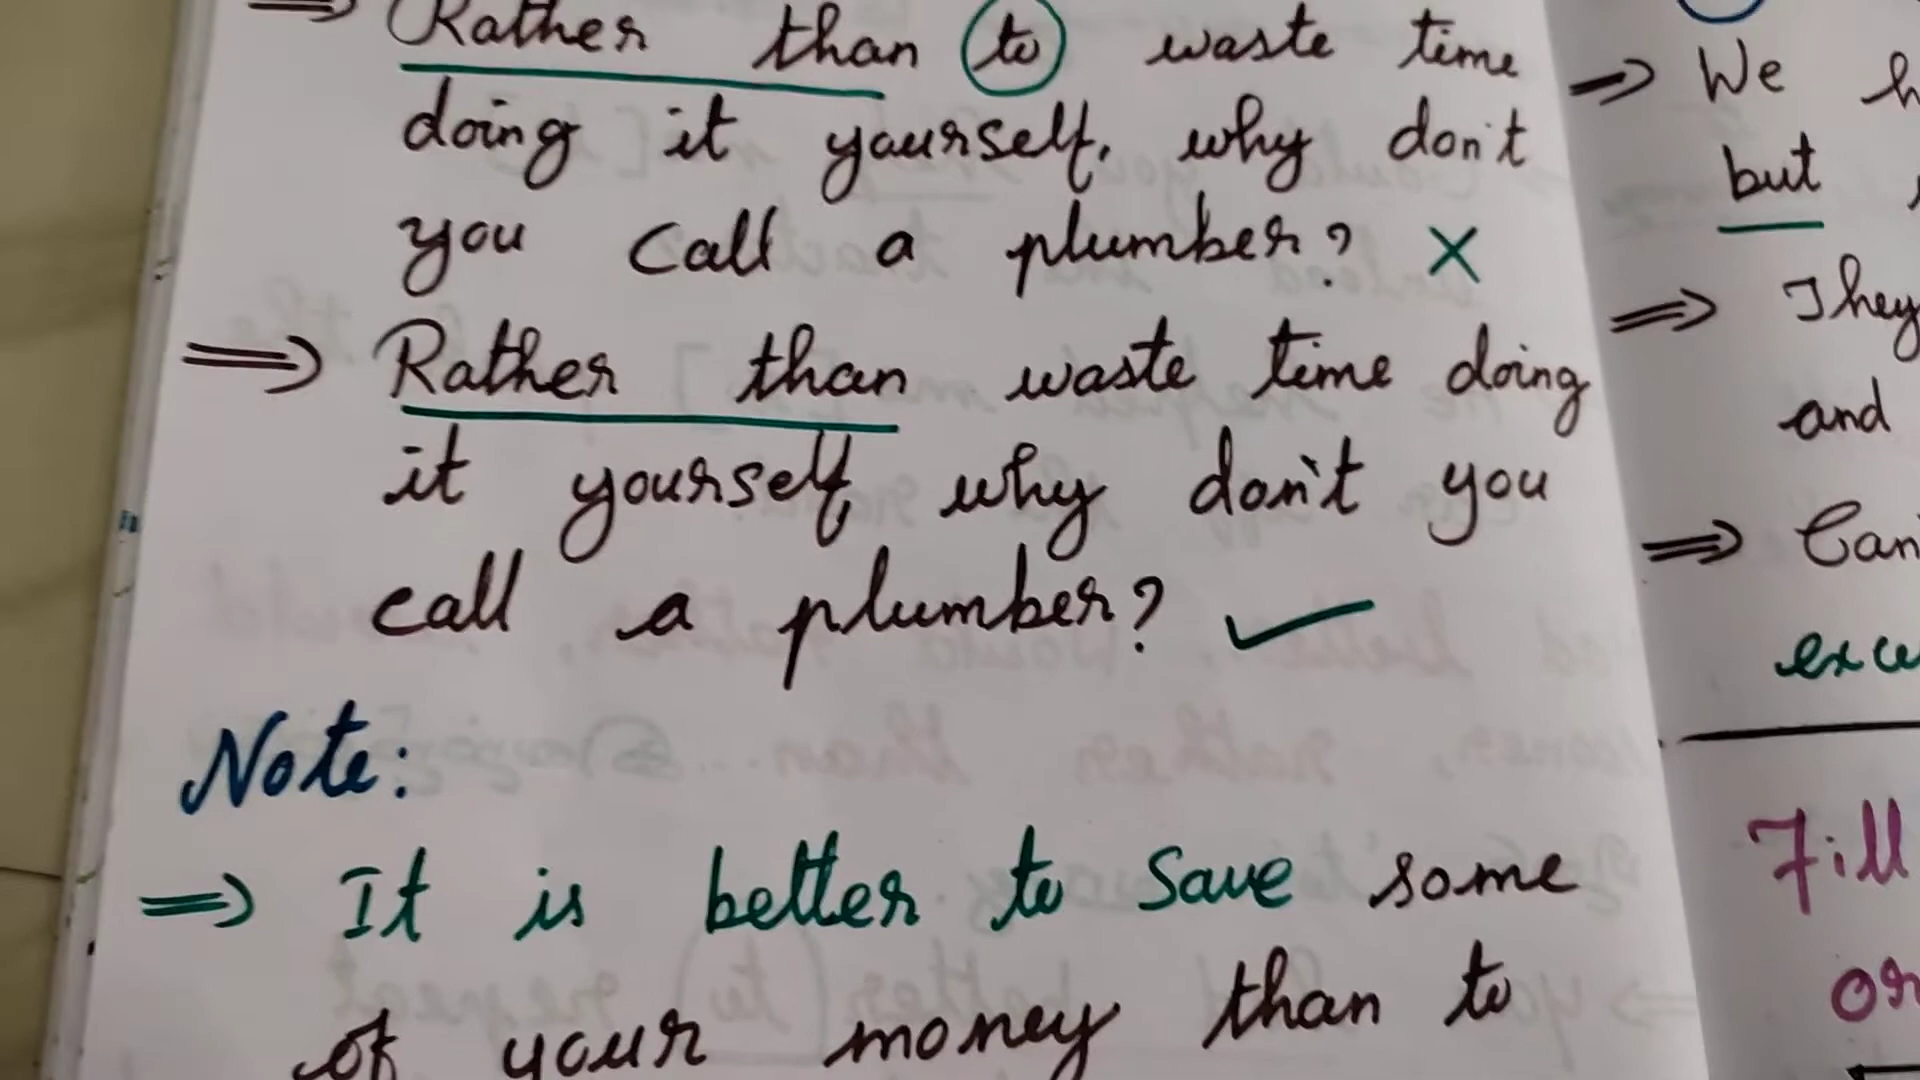 ⇒ Rather than to waste time
doing it yourself, why don't
you call a plumber? X
⇒ Rather than waste time doing
it yourself, why don't you
call a plumber? ✓
Note:
⇒ It is better to save some
of your money than to
⇒ We
but
⇒ They
and
⇒
Fill
or